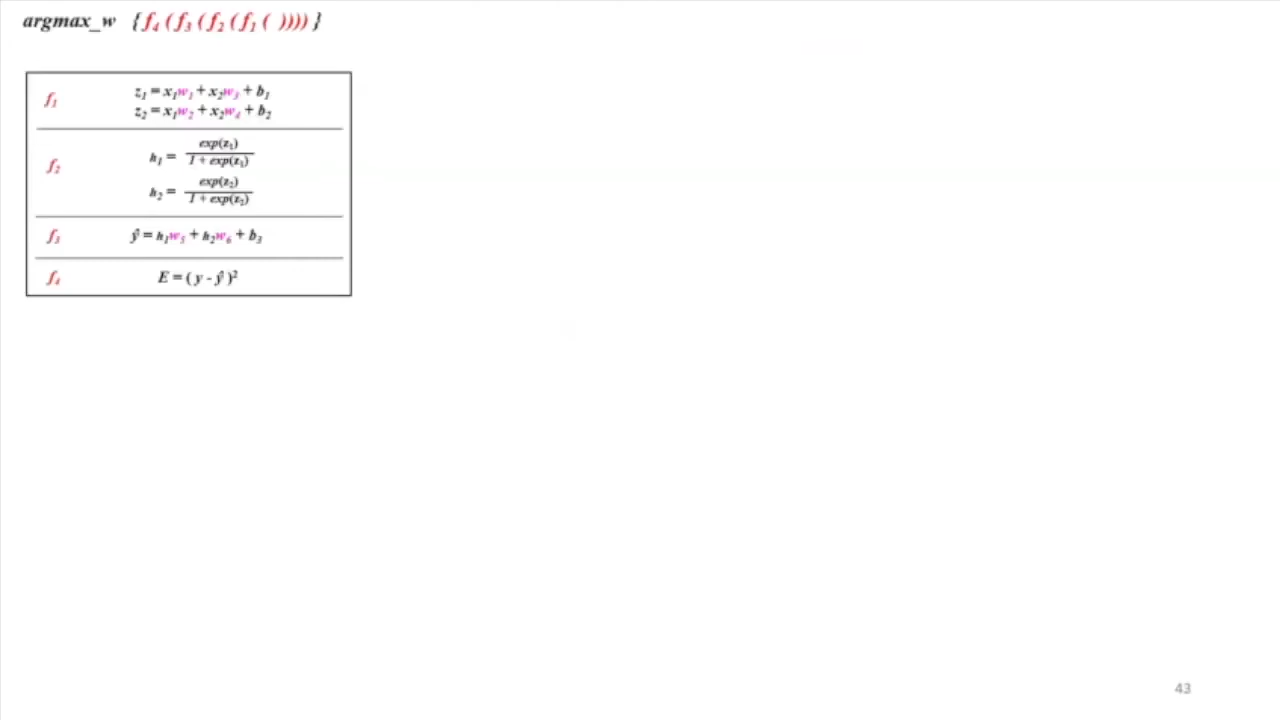 argmax_w {f₄ (f₃ (f₂ (f₁ ( )))) }
f₁
z₁ = x₁w₁ + x₂w₃ + b₁
z₂ = x₁w₂ + x₂w₄ + b₂
f₂
h₁ = exp(z₁) / 1 + exp(z₁)
h₂ = exp(z₂) / 1 + exp(z₂)
f₃ ŷ = h₁w₅ + h₂w₆ + b₃
f₄ E = ( y - ŷ )²
43